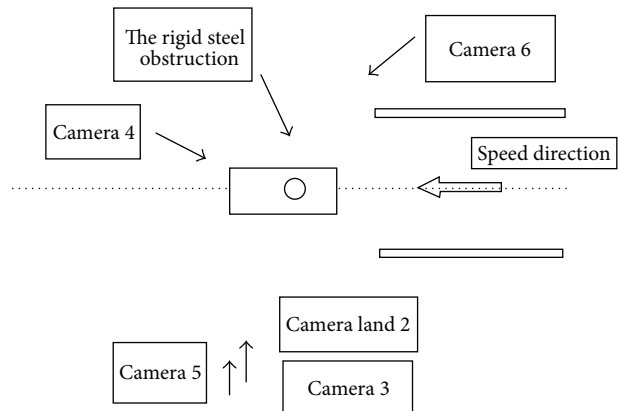 The rigid steel
obstruction
Camera 6
Camera 4
Speed direction
Camera land 2
Camera 5
Camera 3